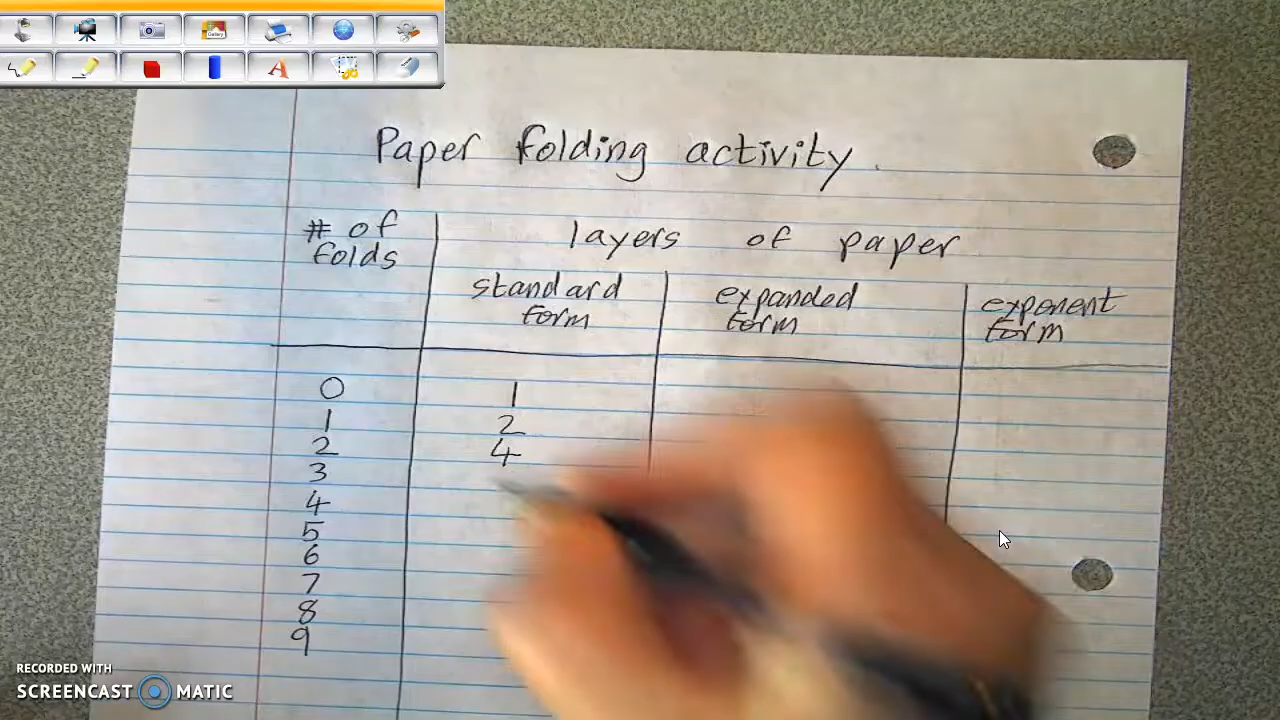 Paper folding activity.
# of folds
layers of paper
standard form
expanded form
exponent form
0 1
1 2
2 4
3
4
5
6
7
8
9
RECORDED WITH
SCREENCAST MATIC